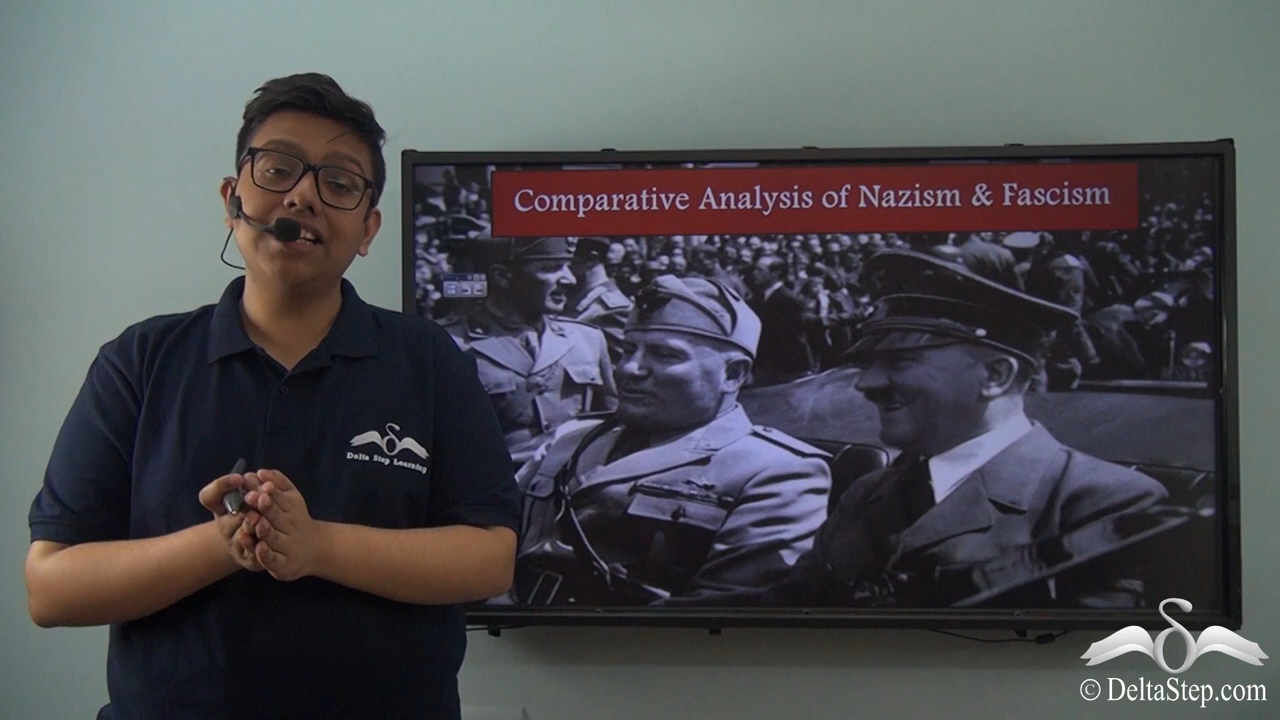 Comparative Analysis of Nazism & Fascism
Delta Step Learning
© DeltaStep.com